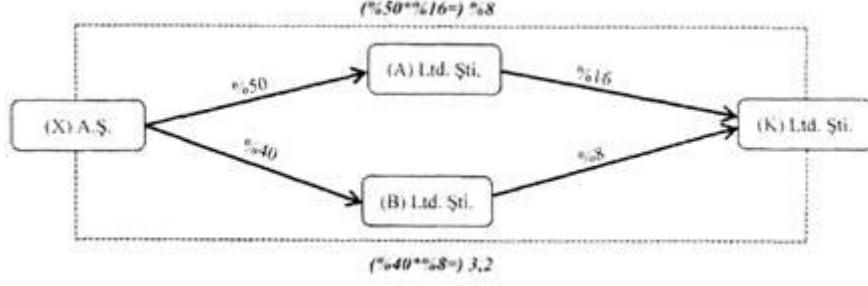 (%50*%16=) %8
(A) Ltd. Şti.
%50
%16
(X) A.Ş.
(K) Ltd. Şti.
%40
%8
(B) Ltd. Şti.
(%40*%8=) 3,2